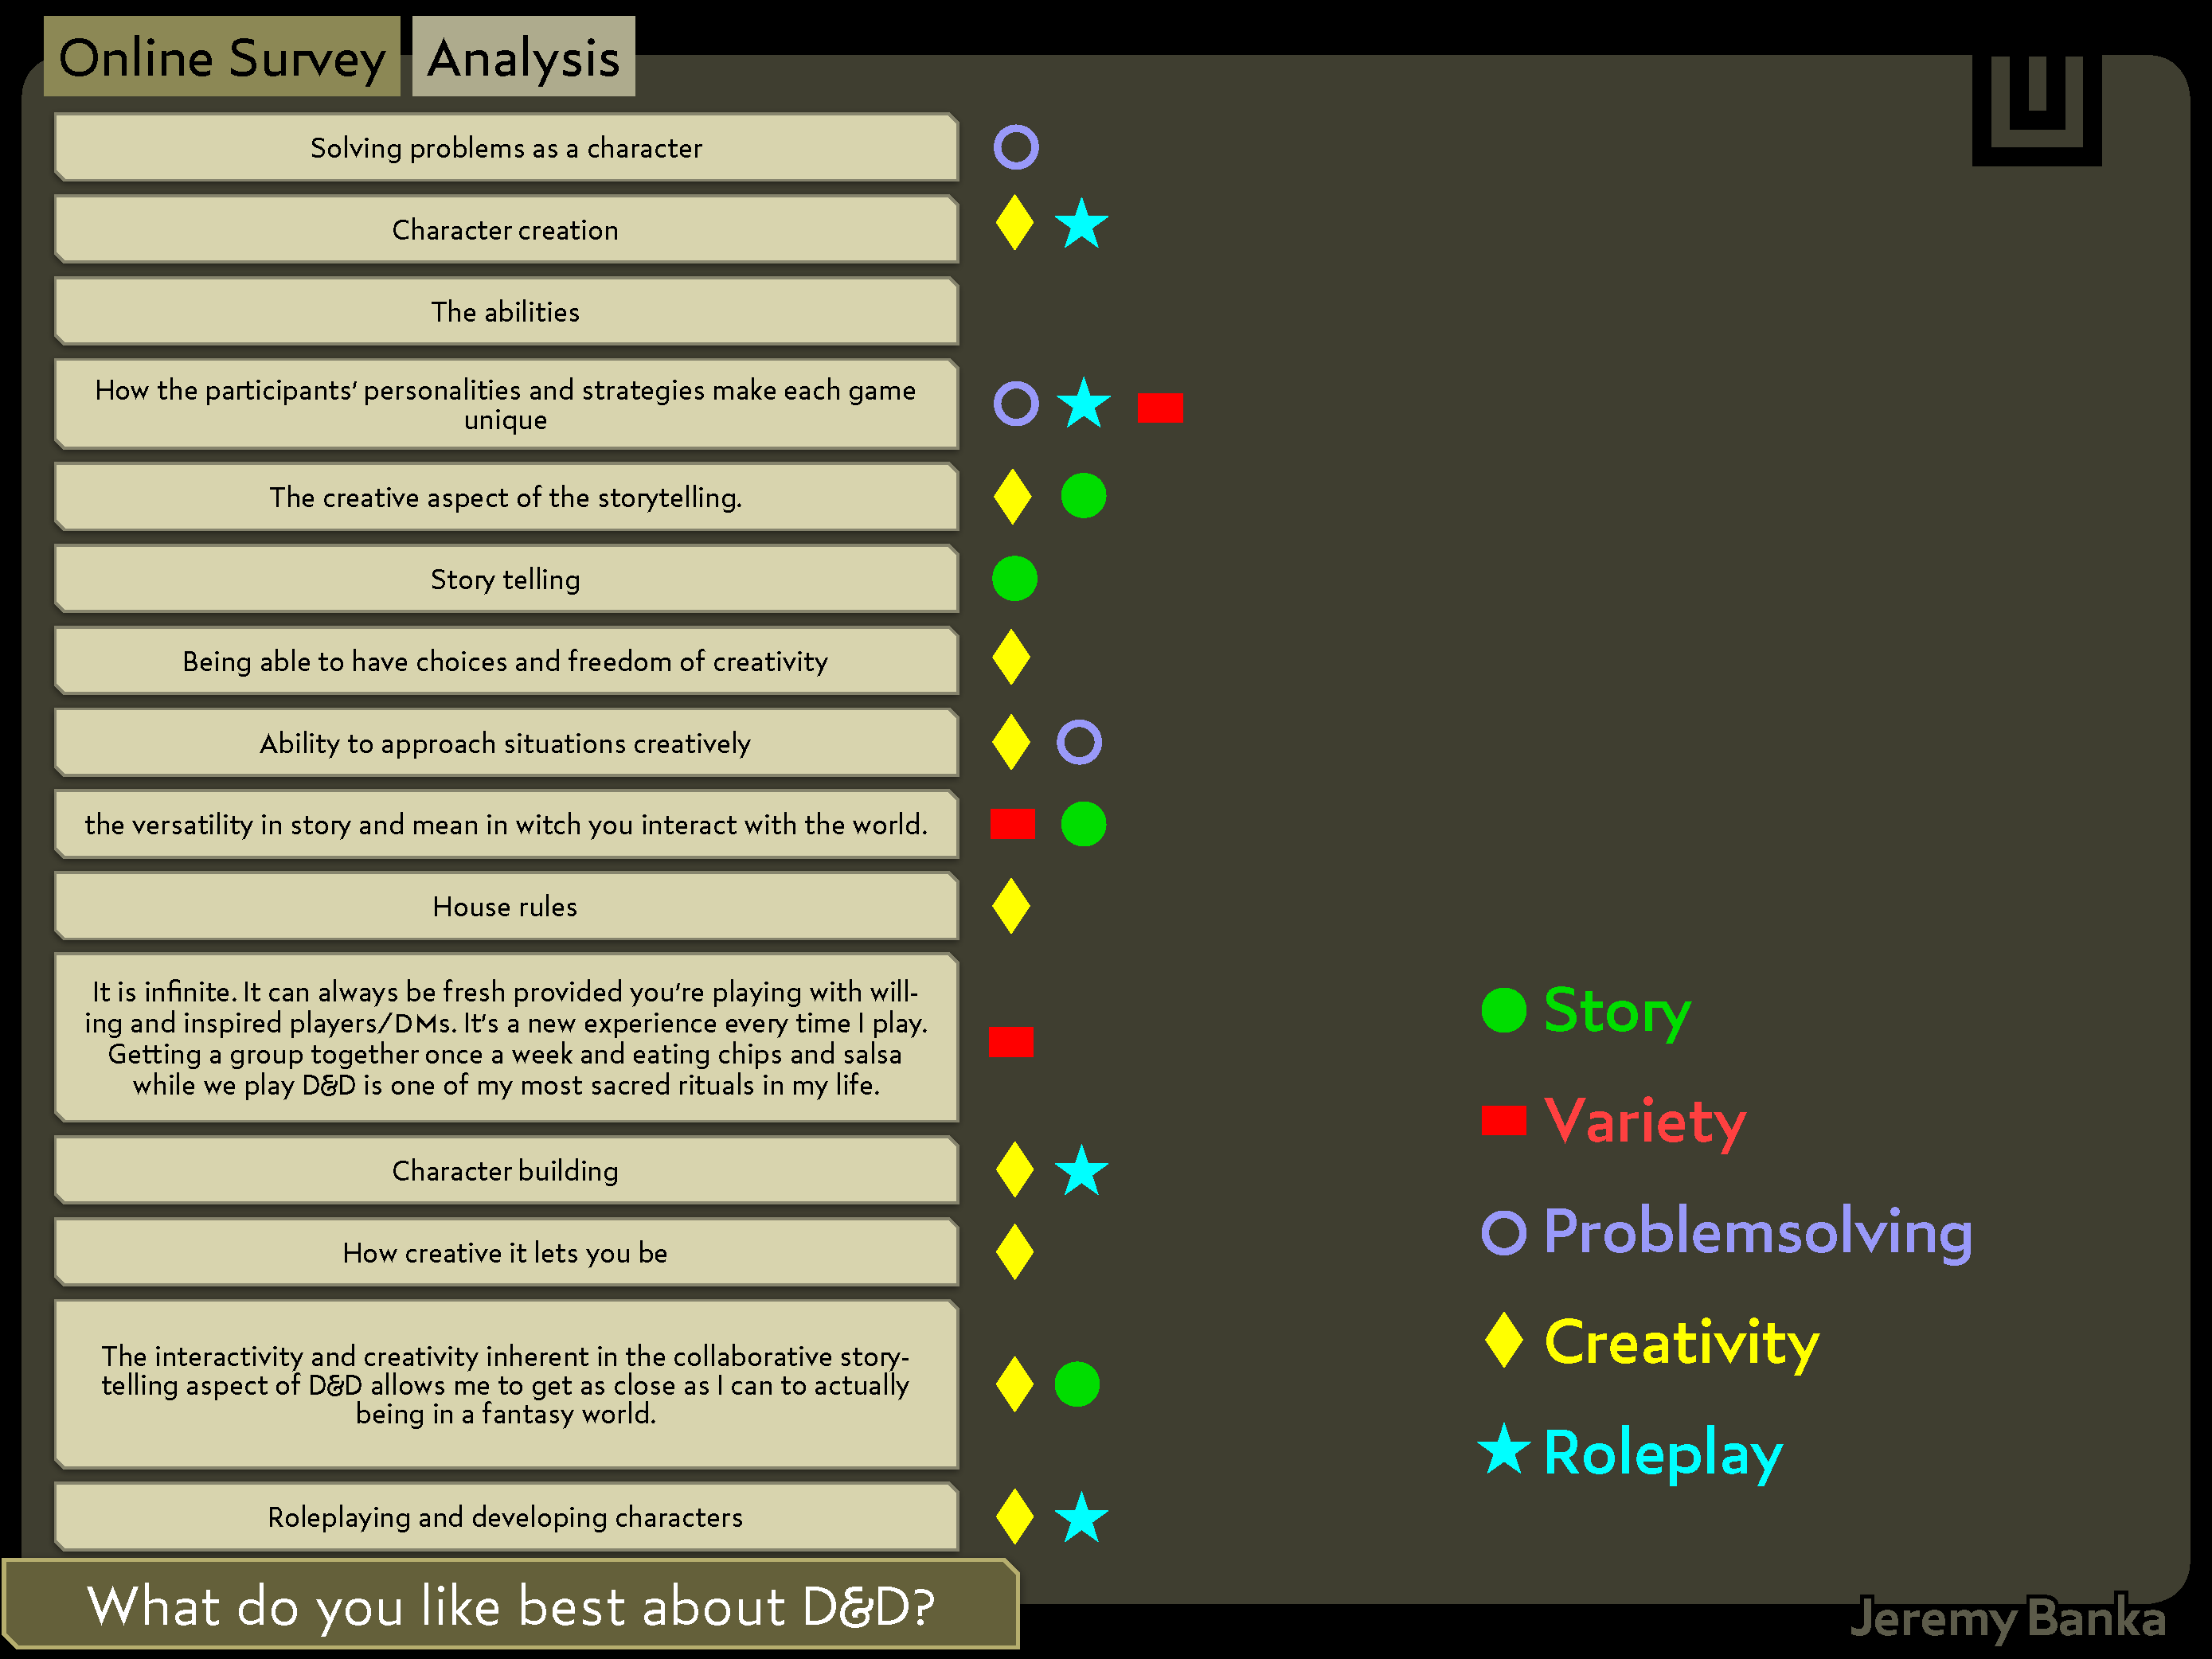 Online Survey
Analysis
Solving problems as a character
Character creation
The abilities
How the participants' personalities and strategies make each game
unique
The creative aspect of the storytelling.
Story telling
Being able to have choices and freedom of creativity
Ability to approach situations creatively
the versatility in story and mean in witch you interact with the world.
House rules
It is infinite. It can always be fresh provided you're playing with will-
ing and inspired players/DMs. It's a new experience every time I play.
Getting a group together once a week and eating chips and salsa
while we play D&D is one of my most sacred rituals in my life.
Character building
How creative it lets you be
The interactivity and creativity inherent in the collaborative story-
telling aspect of D&D allows me to get as close as I can to actually
being in a fantasy world.
Roleplaying and developing characters
Story
Variety
Problemsolving
Creativity
Roleplay
What do you like best about D&D?
Jeremy Banka